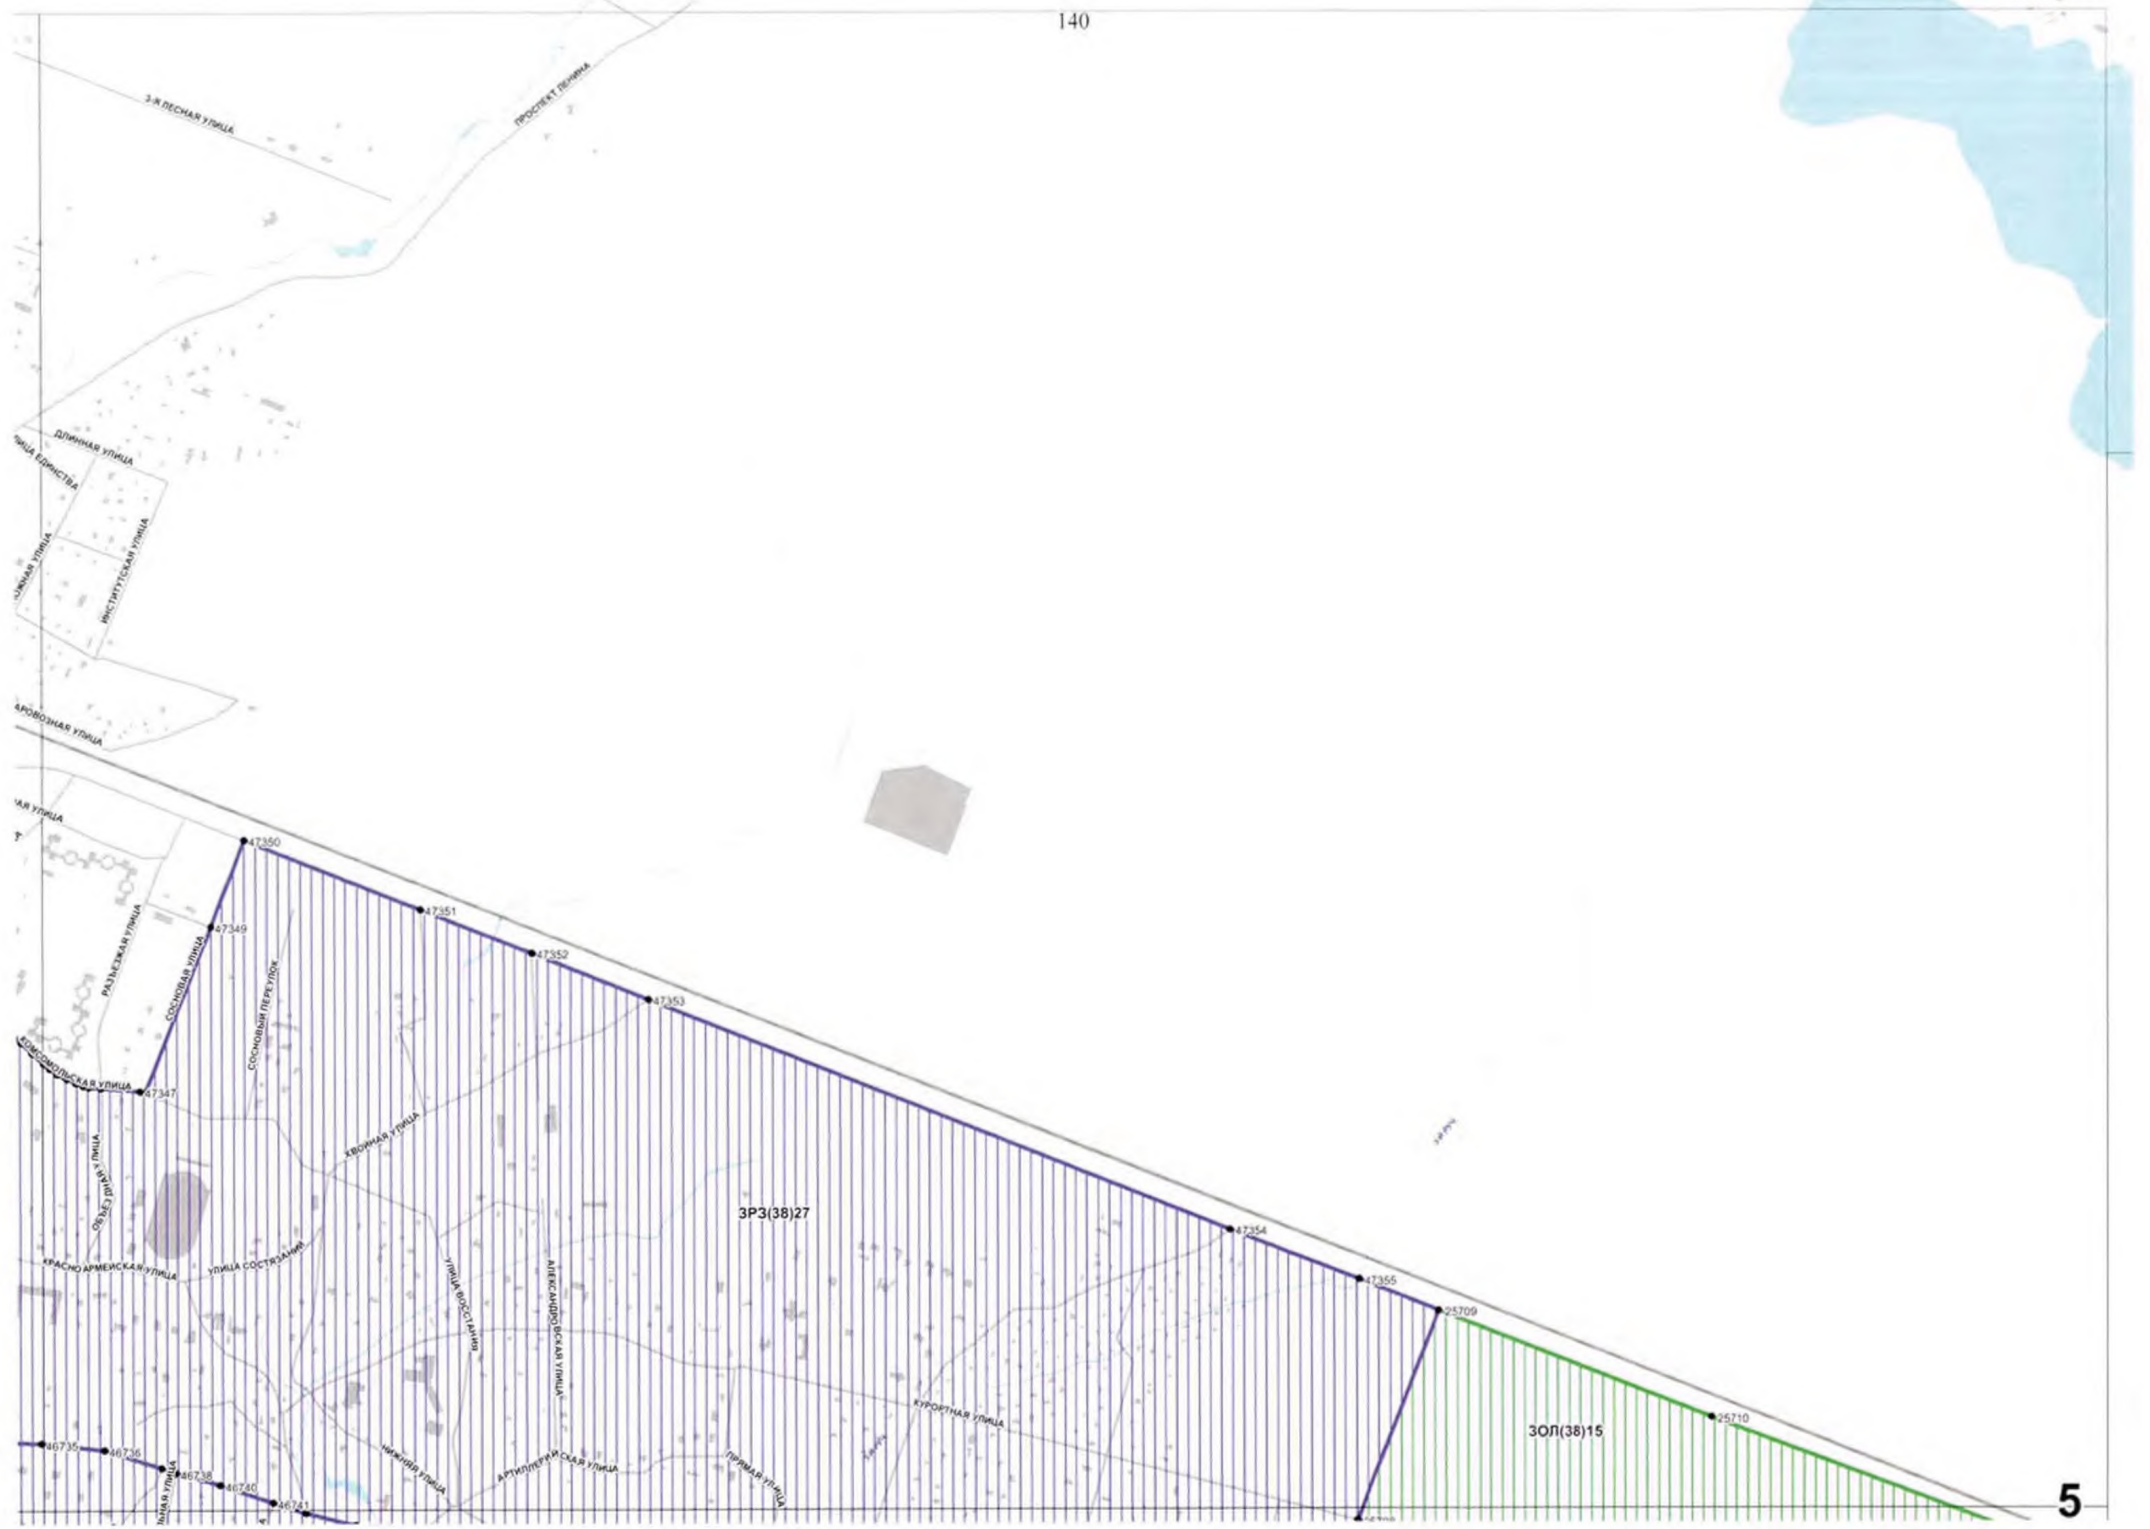 140
3-Я ЛЕСНАЯ УЛИЦА
ПРОСПЕКТ ЛЕНИНА
ДЛИННАЯ УЛИЦА
ЕДИНСТВА
ИНСТИТУТСКАЯ УЛИЦА
УЛИЦА
УЛИЦА
УЛИЦА
47350
47351
47349
47352
47353
РАЗЪЕЗЖАЯ УЛИЦА
СОСНОВАЯ УЛИЦА
СОСНОВЫЙ ПЕРЕУЛОК
КОМСОМОЛЬСКАЯ УЛИЦА
47347
ХВОЙНАЯ УЛИЦА
ОБЪЕЗДНАЯ УЛИЦА
ЗРЗ(38)27
47354
КРАСНОАРМЕЙСКАЯ УЛИЦА
УЛИЦА СОСТЯЗАНИЙ
УЛИЦА ВОССТАНИЯ
АЛЕКСАНДРОВСКАЯ УЛИЦА
47355
25709
КУРОРТНАЯ УЛИЦА
25710
ЗОЛ(38)15
46735
46736
46738
46740
46741
НИЖНЯЯ УЛИЦА
АРТИЛЛЕРИЙСКАЯ УЛИЦА
ПРЯМАЯ УЛИЦА
5